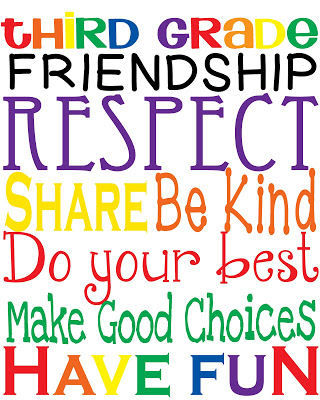 THiRD GRADE
FRIENDSHIP
RESPECT
SHARE Be Kind
Do your best
Make Good Choices
HAVE FUN